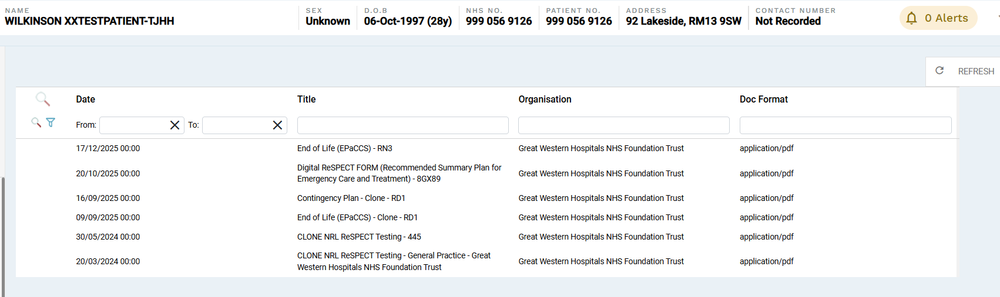 NAME SEX D.O.B NHS NO. PATIENT NO. ADDRESS CONTACT NUMBER
WILKINSON XXTESTPATIENT-TJHH Unknown 06-Oct-1997 (28y) 999 056 9126 999 056 9126 92 Lakeside, RM13 9SW Not Recorded 0 Alerts
REFRESH
Date Title Organisation Doc Format
From: To:
17/12/2025 00:00 End of Life (EPaCCS) - RN3 Great Western Hospitals NHS Foundation Trust application/pdf
Digital ReSPECT FORM (Recommended Summary Plan for
20/10/2025 00:00 Emergency Care and Treatment) - 8GX89 Great Western Hospitals NHS Foundation Trust application/pdf
16/09/2025 00:00 Contingency Plan - Clone - RD1 Great Western Hospitals NHS Foundation Trust application/pdf
09/09/2025 00:00 End of Life (EPaCCS) - Clone - RD1 Great Western Hospitals NHS Foundation Trust application/pdf
30/05/2024 00:00 CLONE NRL ReSPECT Testing - 445 Great Western Hospitals NHS Foundation Trust application/pdf
CLONE NRL ReSPECT Testing - General Practice - Great
20/03/2024 00:00 Western Hospitals NHS Foundation Trust Great Western Hospitals NHS Foundation Trust application/pdf